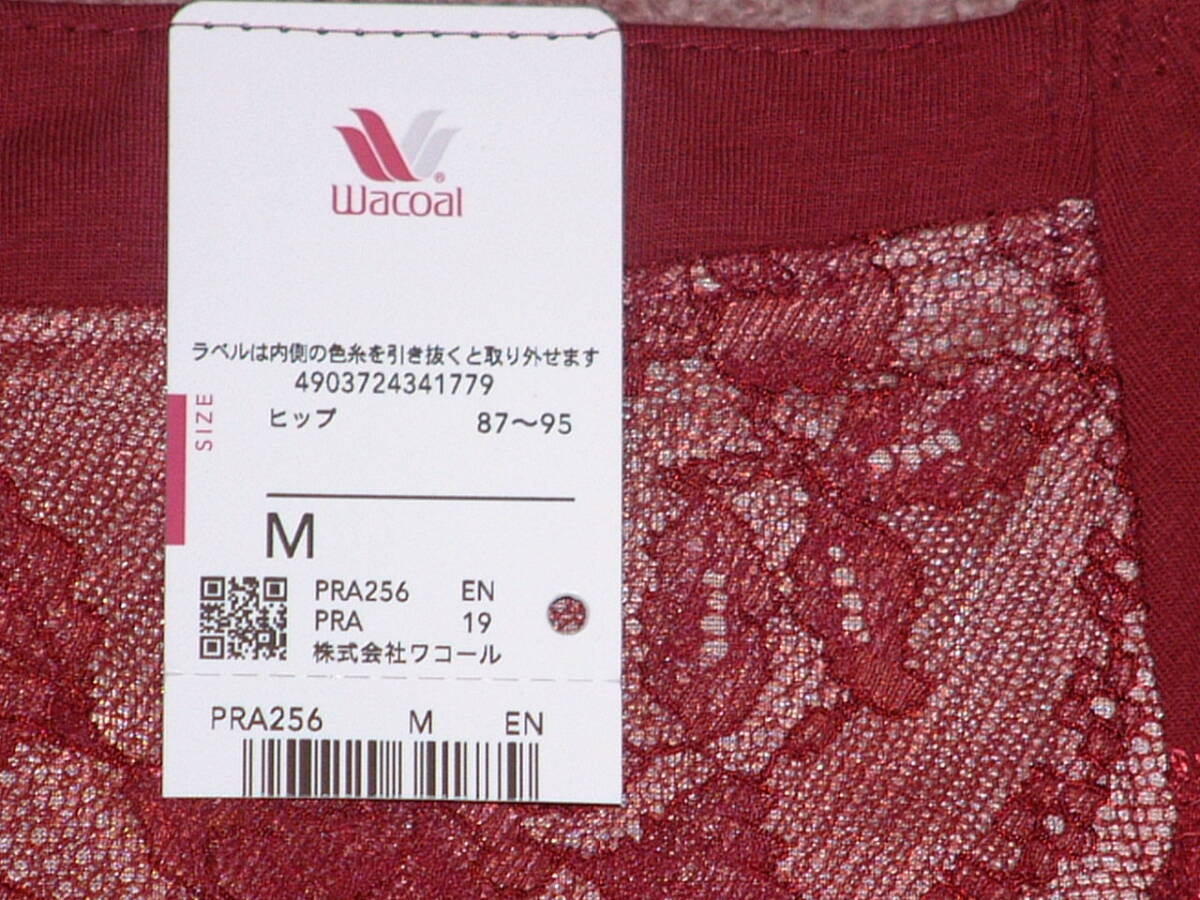 Wacoal®
ラベルは内側の色糸を引き抜くと取り外せます
4903724341779
ヒップ 87～95
SIZE
M
PRA256 EN
PRA 19
株式会社ワコール
PRA256 M EN